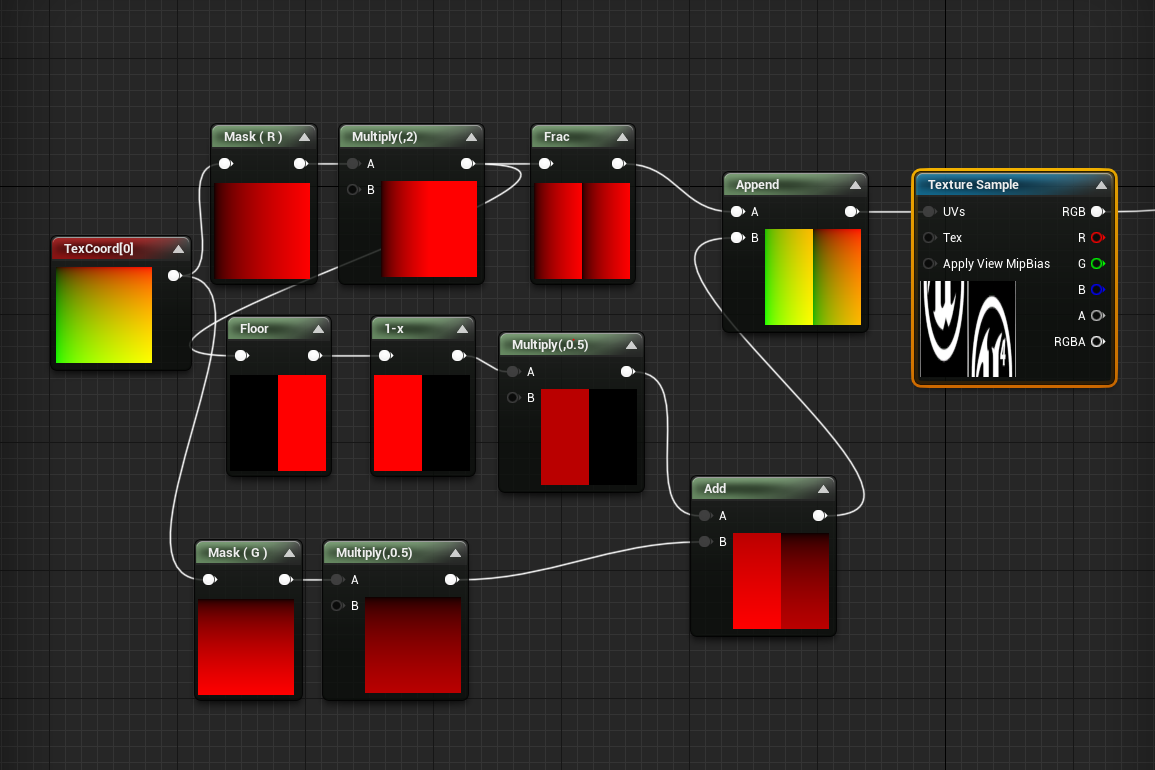 Mask ( R )
Multiply(,2)
A
B
Frac
TexCoord[0]
Append
A
B
Texture Sample
UVs
RGB
Tex
R
Apply View MipBias
G
B
A
RGBA
4
Floor
1-x
Multiply(,0.5)
A
B
Add
A
B
Mask ( G )
Multiply(,0.5)
A
B